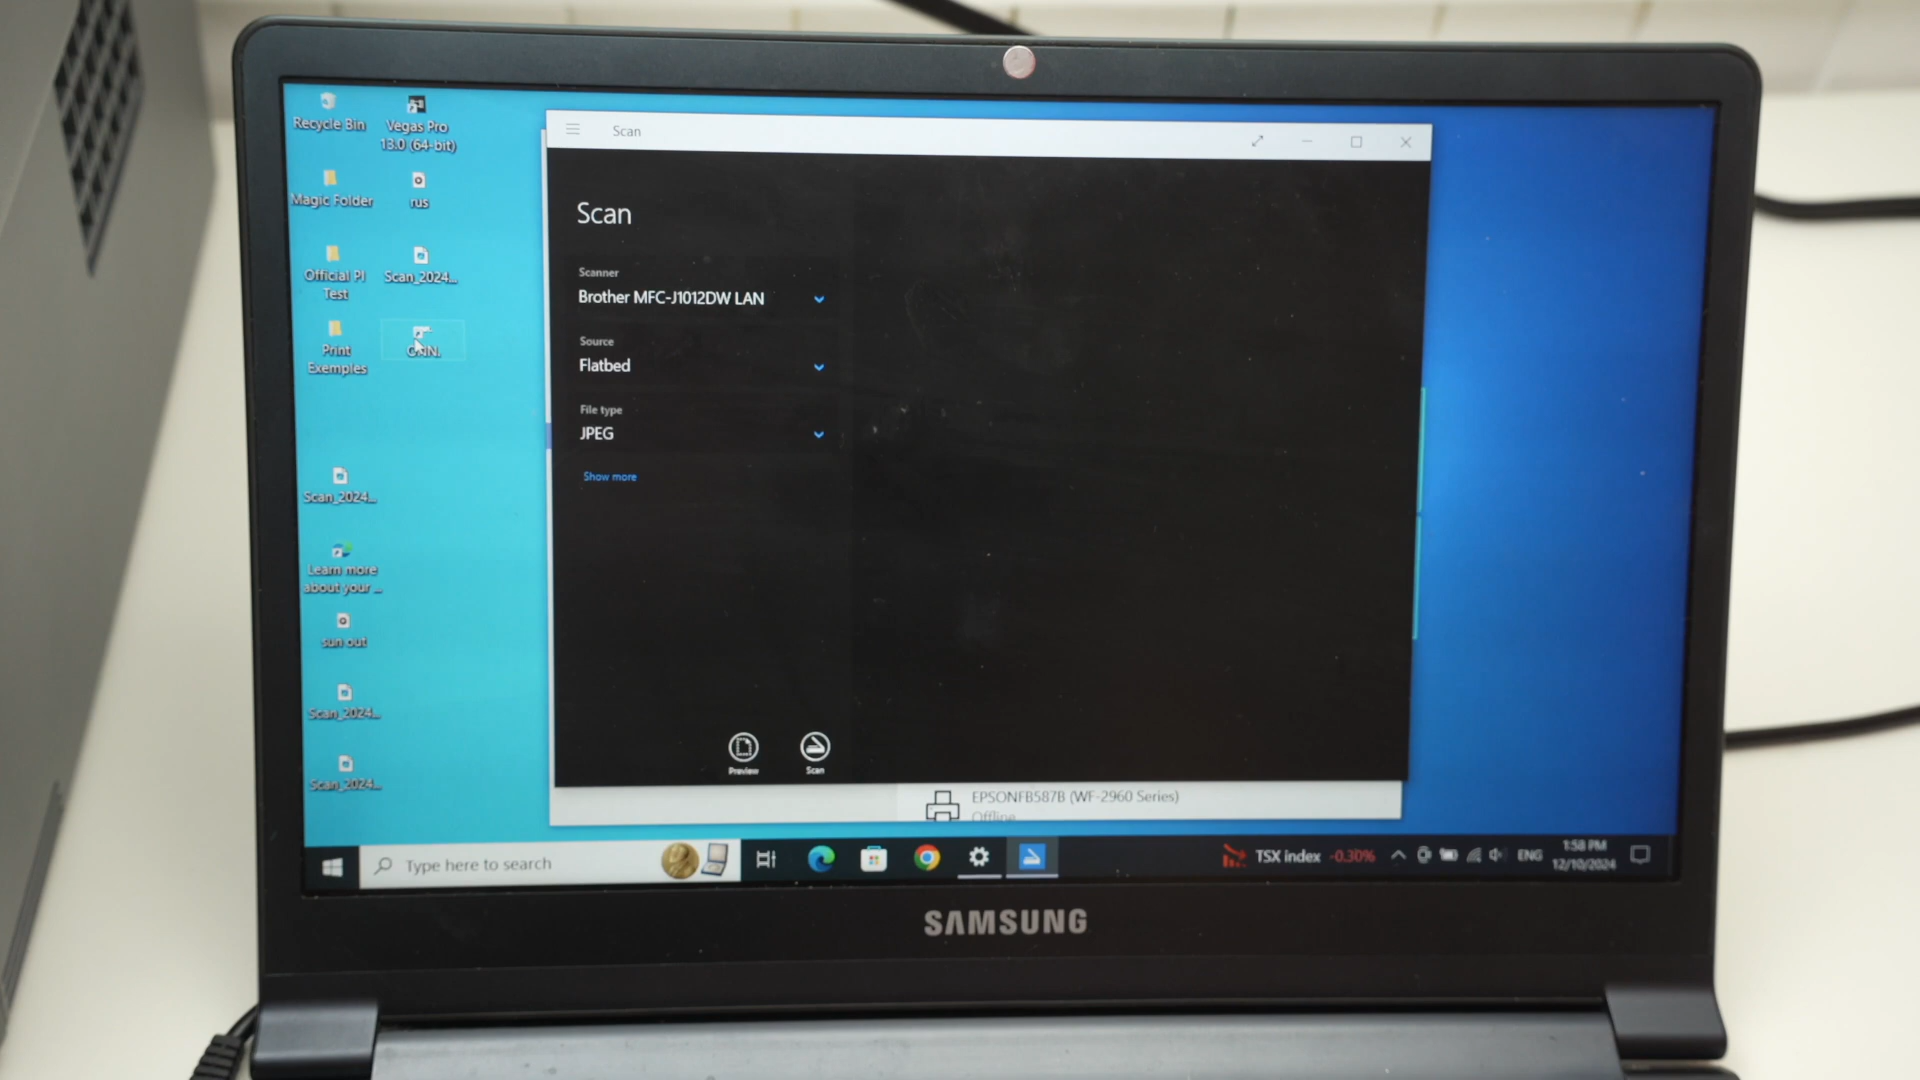 Recycle Bin
Vegas Pro
13.0 (64-bit)
Magic Folder
rus
Official PI
Test
Scan_2024...
Print
Exemples
Scan_2024...
Learn more
about your ...
sun out
Scan_2024...
Scan_2024...
Scan
Scan
Scanner
Brother MFC-J1012DW LAN
Source
Flatbed
File type
JPEG
Show more
Preview
Scan
EPSONFB587B (WF-2960 Series)
Offline
Type here to search
TSX index -0.30%
ENG
1:58 PM
12/10/2024
SAMSUNG